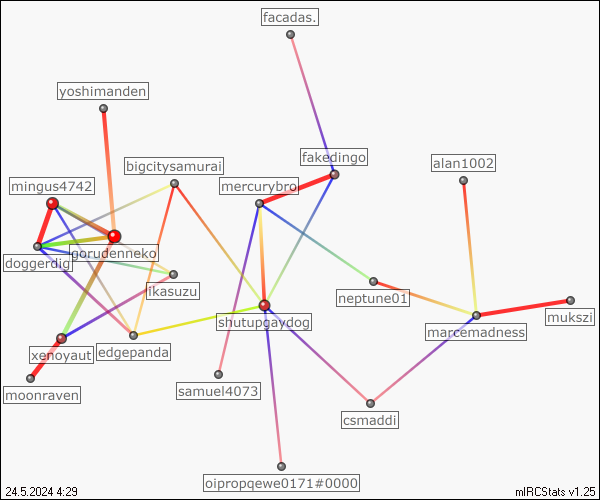 facadas.
yoshimanden
fakedingo
bigcitysamurai
alan1002
mingus4742
mercurybro
gorudenneko
doggerdig
ikasuzu
neptune01
mukszi
shutupgaydog
marcemadness
xenoyaut
edgepanda
samuel4073
moonraven
csmaddi
oipropqewe0171#0000
24.5.2024 4:29
mIRCStats v1.25